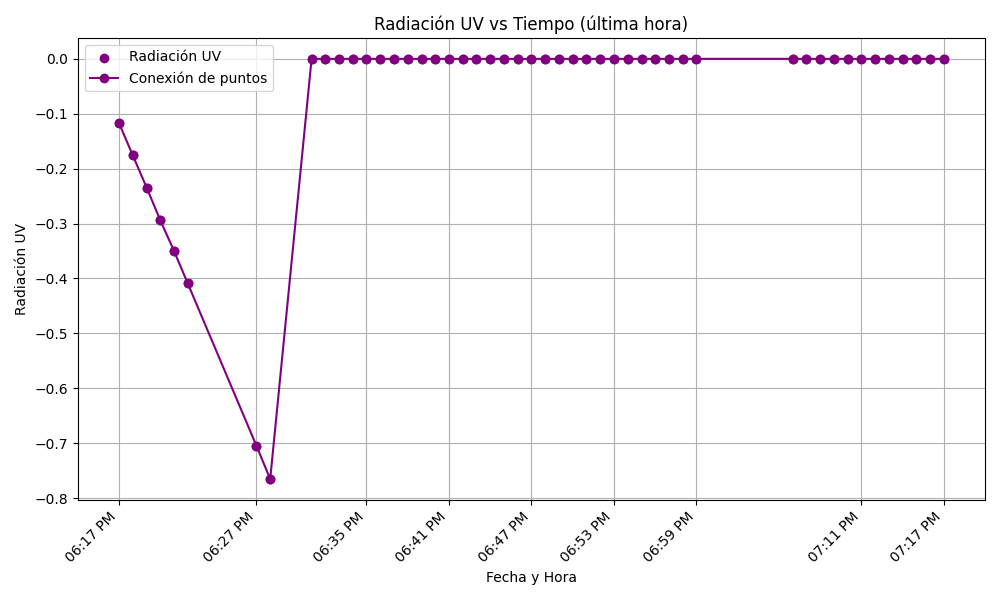 Radiación UV vs Tiempo (última hora)
Radiación UV
Conexión de puntos
0.0
−0.1
−0.2
−0.3
−0.4
−0.5
−0.6
−0.7
−0.8
Radiación UV
06:17 PM
06:27 PM
06:35 PM
06:41 PM
06:47 PM
06:53 PM
06:59 PM
07:11 PM
07:17 PM
Fecha y Hora